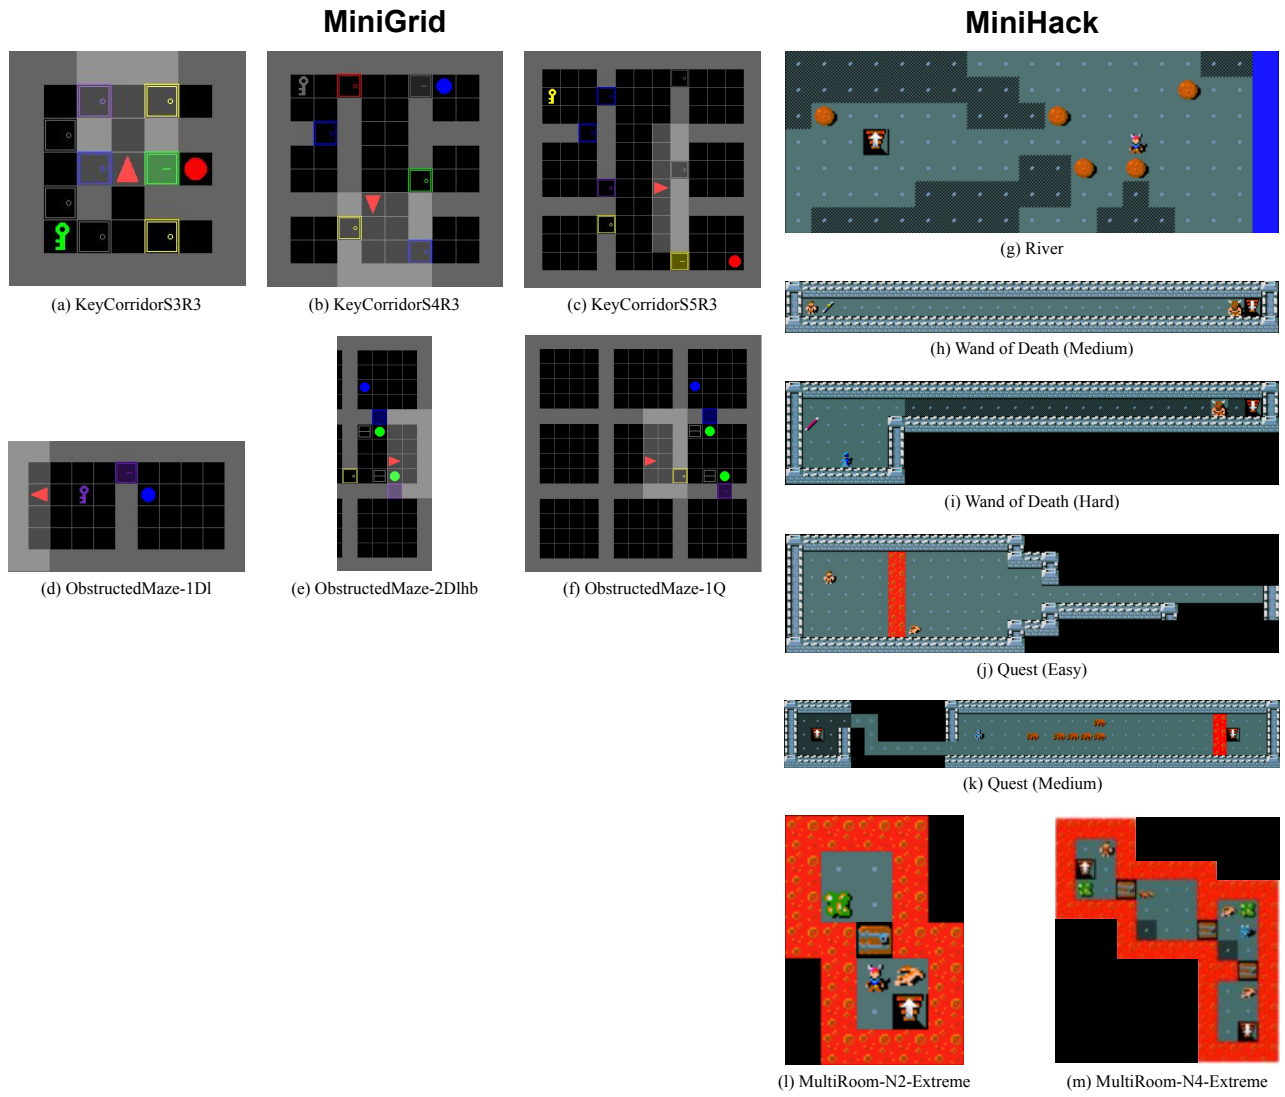 MiniGrid
(a) KeyCorridorS3R3
(b) KeyCorridorS4R3
(c) KeyCorridorS5R3
(d) ObstructedMaze-1Dl
(e) ObstructedMaze-2Dlhb
(f) ObstructedMaze-1Q
MiniHack
(g) River
(h) Wand of Death (Medium)
(i) Wand of Death (Hard)
(j) Quest (Easy)
(k) Quest (Medium)
(l) MultiRoom-N2-Extreme
(m) MultiRoom-N4-Extreme